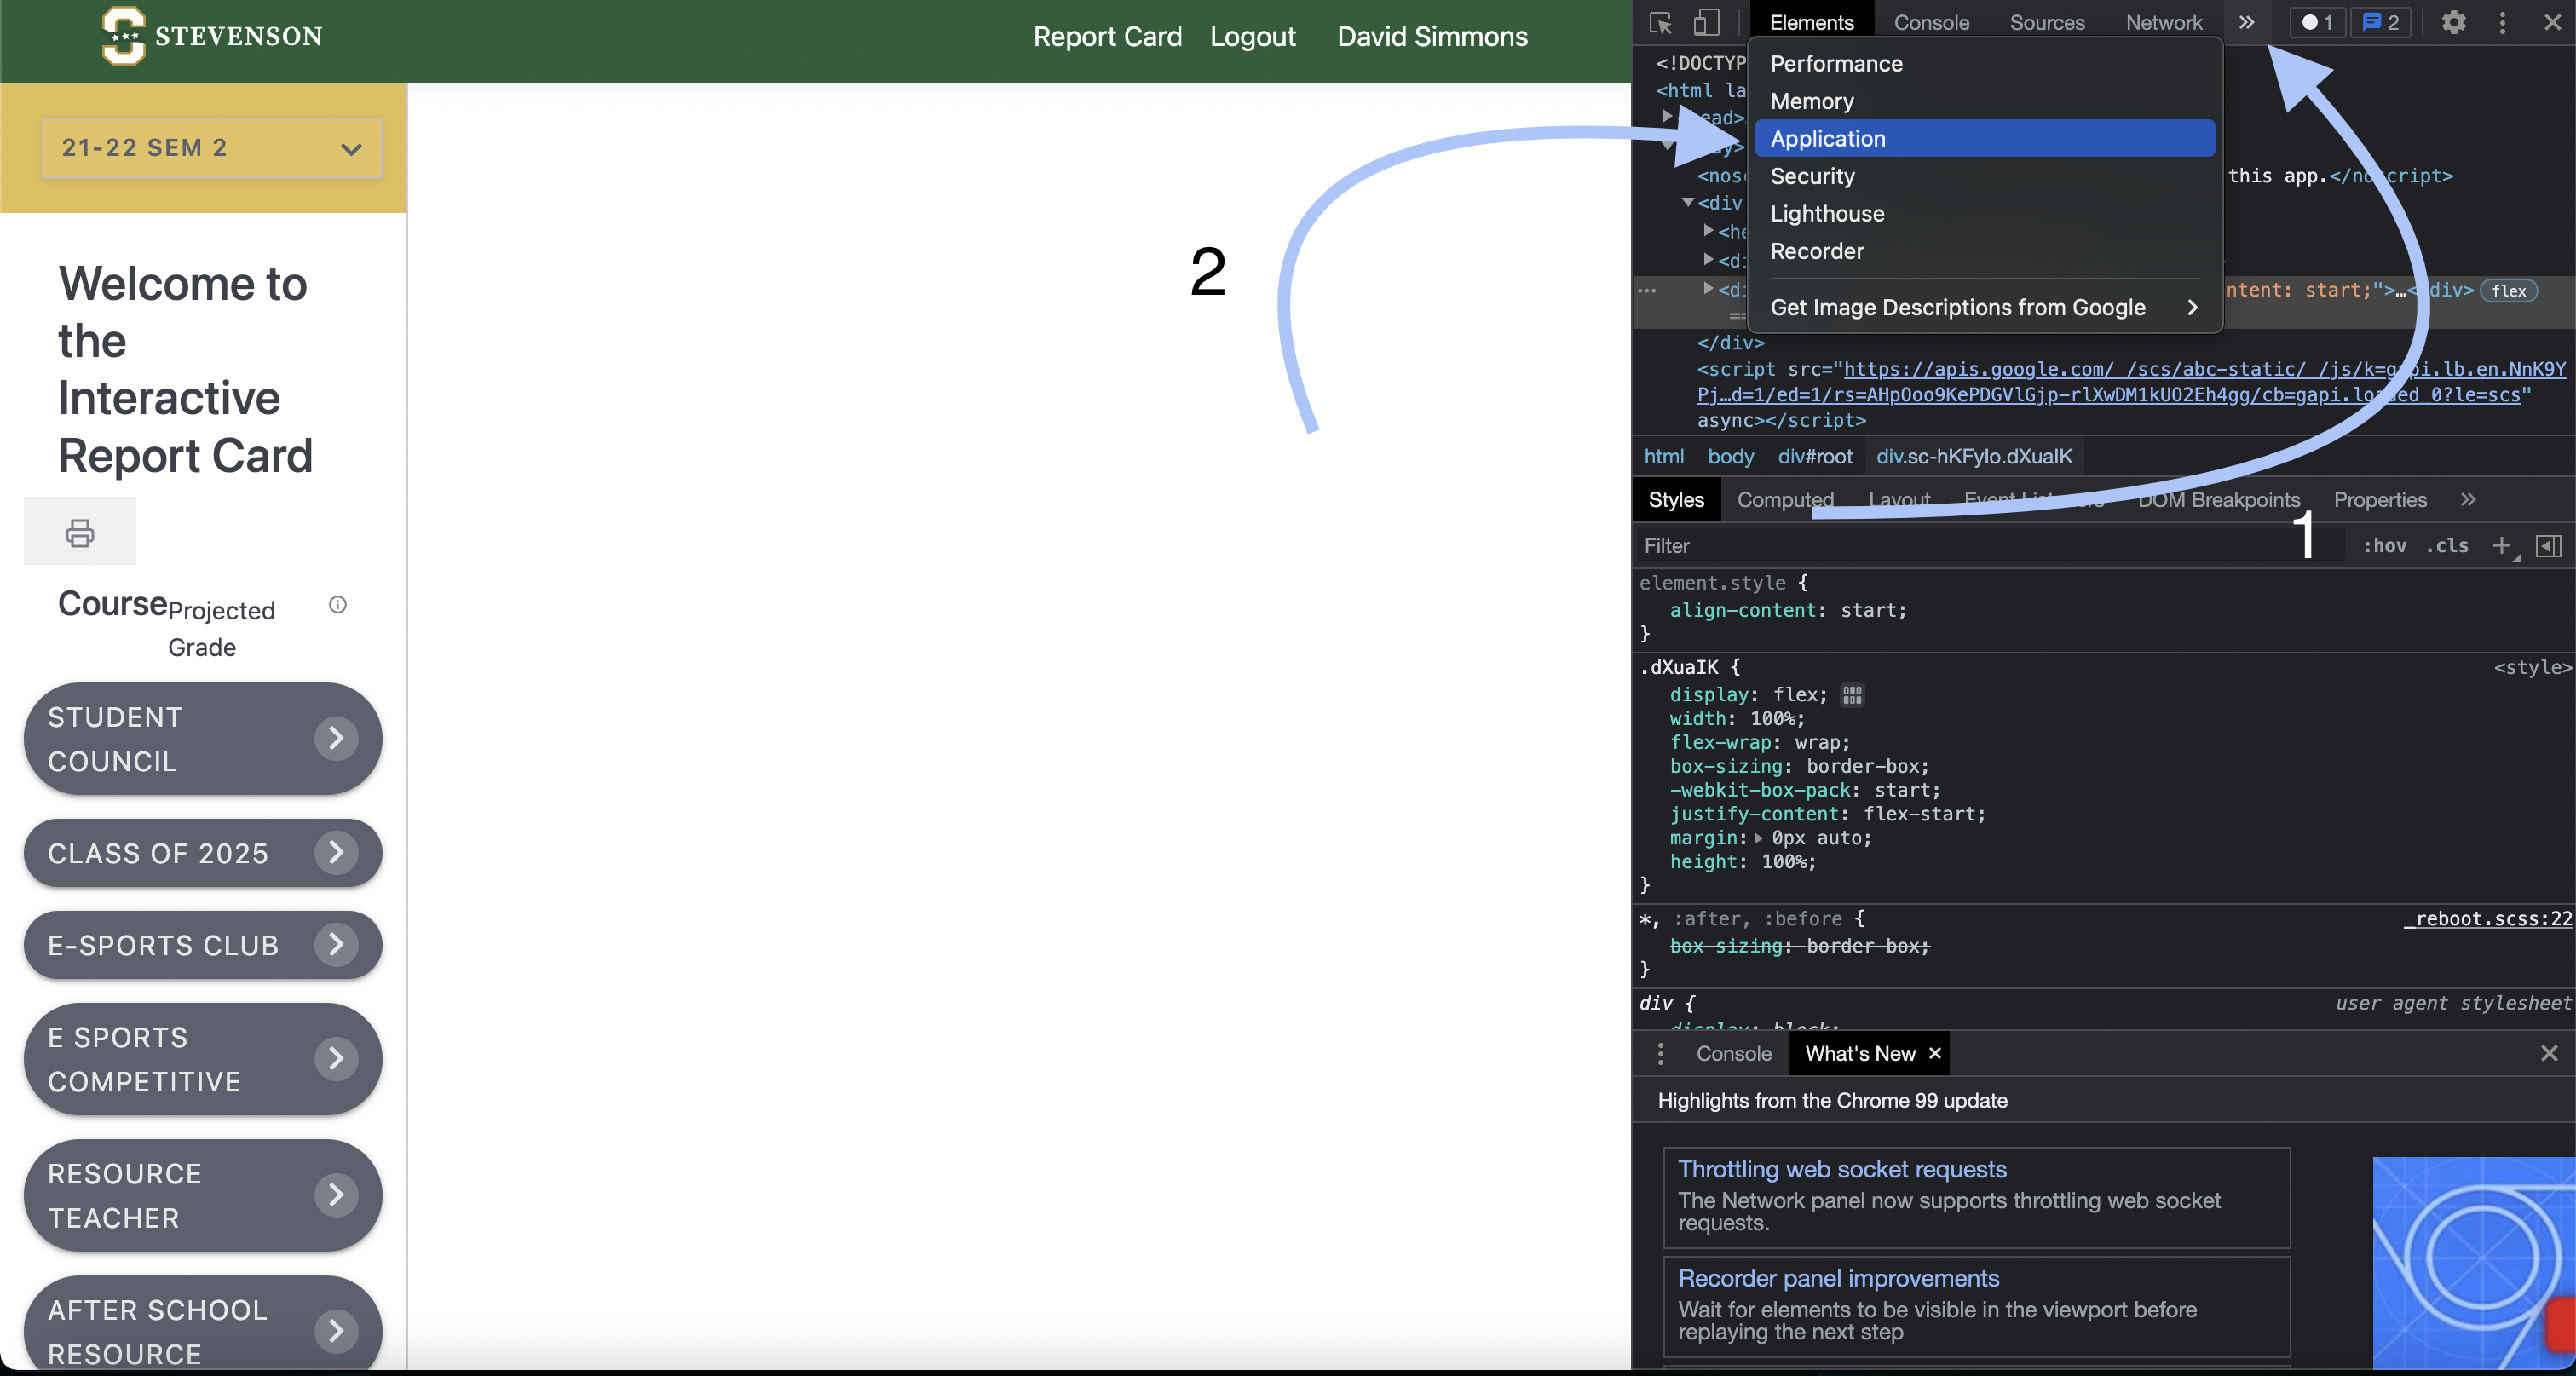 STEVENSON
Report Card
Logout
David Simmons
21-22 SEM 2
Welcome to
the
Interactive
Report Card
Course
Projected
Grade
STUDENT
COUNCIL
CLASS OF 2025
E-SPORTS CLUB
E SPORTS
COMPETITIVE
RESOURCE
TEACHER
AFTER SCHOOL
RESOURCE
2
Elements
Console
Sources
Network
1
2
Performance
Memory
Application
Security
Lighthouse
Recorder
Get Image Descriptions from Google
<!DOCTYP
<html la
<nos
this app.</noscript>
<div
<he
<di
<di
ntent: start;">…</div>
flex
==
</div>
<script src="https://apis.google.com/_/scs/abc-static/_/js/k=gapi.lb.en.NnK9Y
Pj…d=1/ed=1/rs=AHpOoo9KePDGVlGjp-rlXwDM1kUO2Eh4gg/cb=gapi.loaded_0?le=scs"
async></script>
html body div#root div.sc-hKFyIo.dXuaIK
Styles
Computed
Layout
Event Listeners
DOM Breakpoints
Properties
1
Filter
:hov .cls
element.style {
align-content: start;
}
.dXuaIK {
<style>
display: flex;
width: 100%;
flex-wrap: wrap;
box-sizing: border-box;
-webkit-box-pack: start;
justify-content: flex-start;
margin: 0px auto;
height: 100%;
}
*, :after, :before {
_reboot.scss:22
box-sizing: border-box;
}
div {
user agent stylesheet
display: block;
Console
What's New
Highlights from the Chrome 99 update
Throttling web socket requests
The Network panel now supports throttling web socket
requests.
Recorder panel improvements
Wait for elements to be visible in the viewport before
replaying the next step